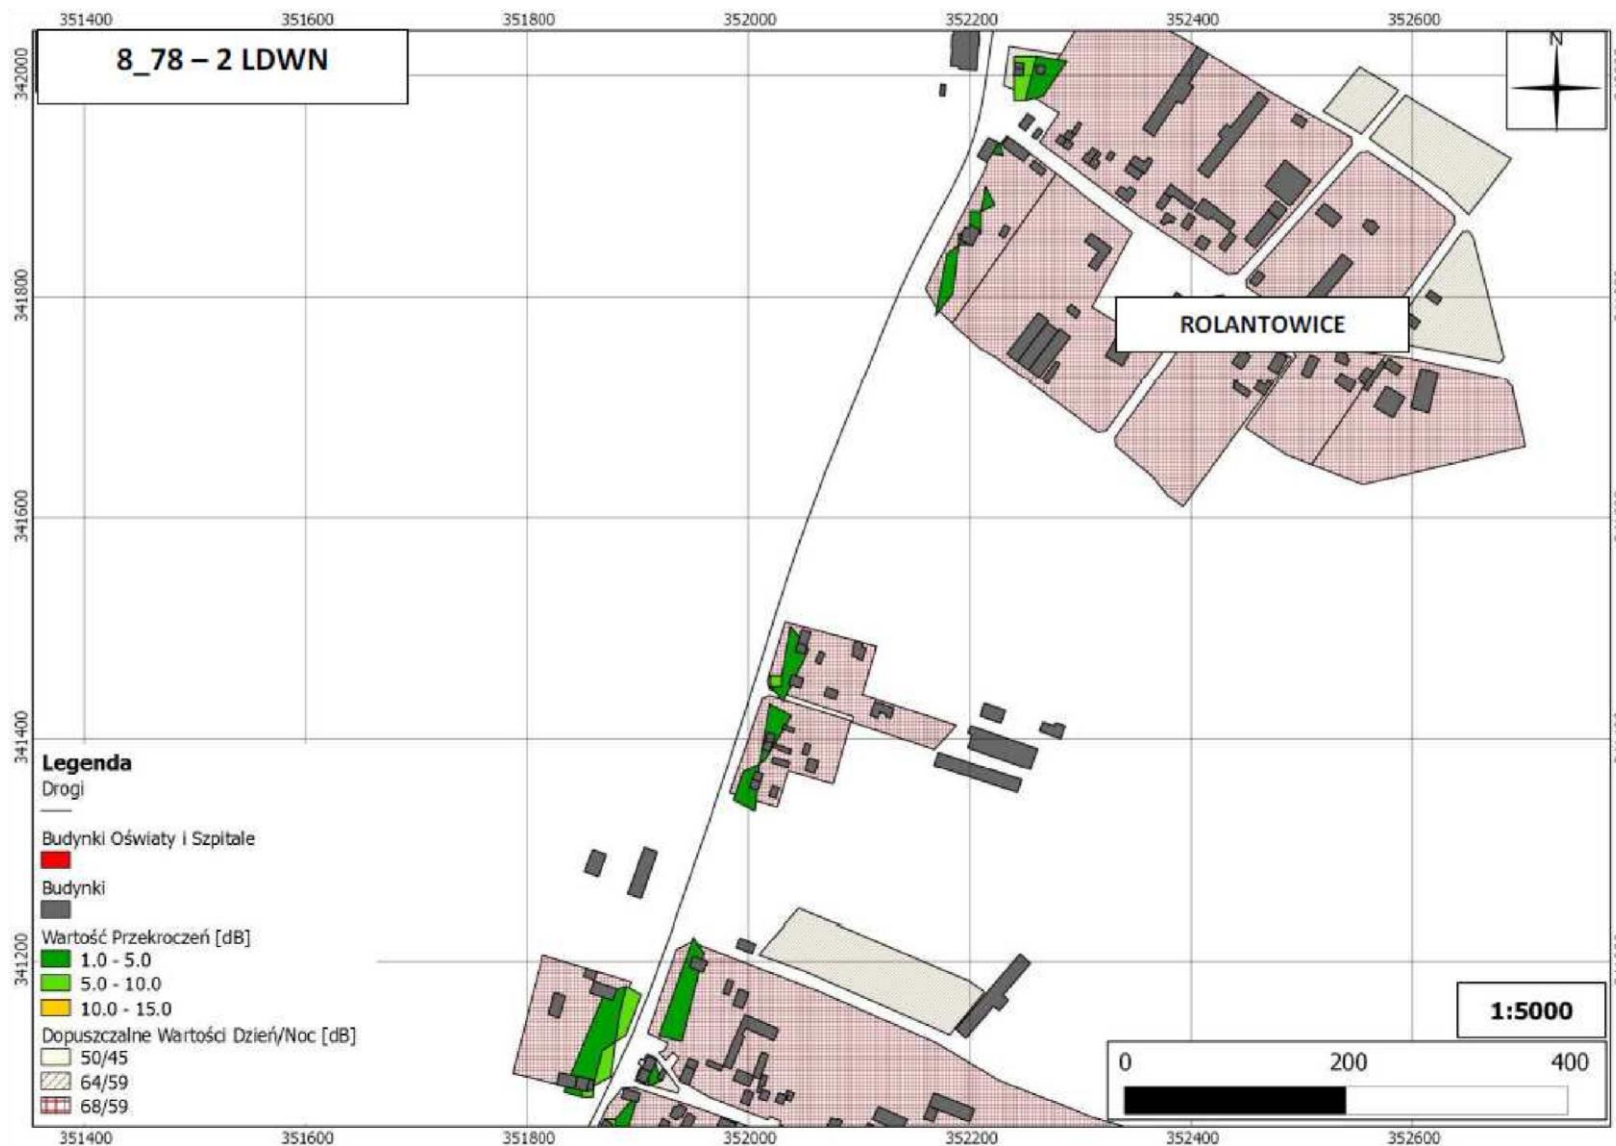 351400 351600 351800 352000 352200 352400 352600
8_78 – 2 LDWN
N
342000
341800
ROLANTOWICE
341600
341400
Legenda
Drogi
Budynki Oświaty i Szpitale
Budynki
Wartość Przekroczeń [dB]
1.0 - 5.0
341200
5.0 - 10.0
10.0 - 15.0
1:5000
Dopuszczalne Wartości Dzień/Noc [dB]
50/45
0 200 400
64/59
68/59
351400 351600 351800 352000 352200 352400 352600